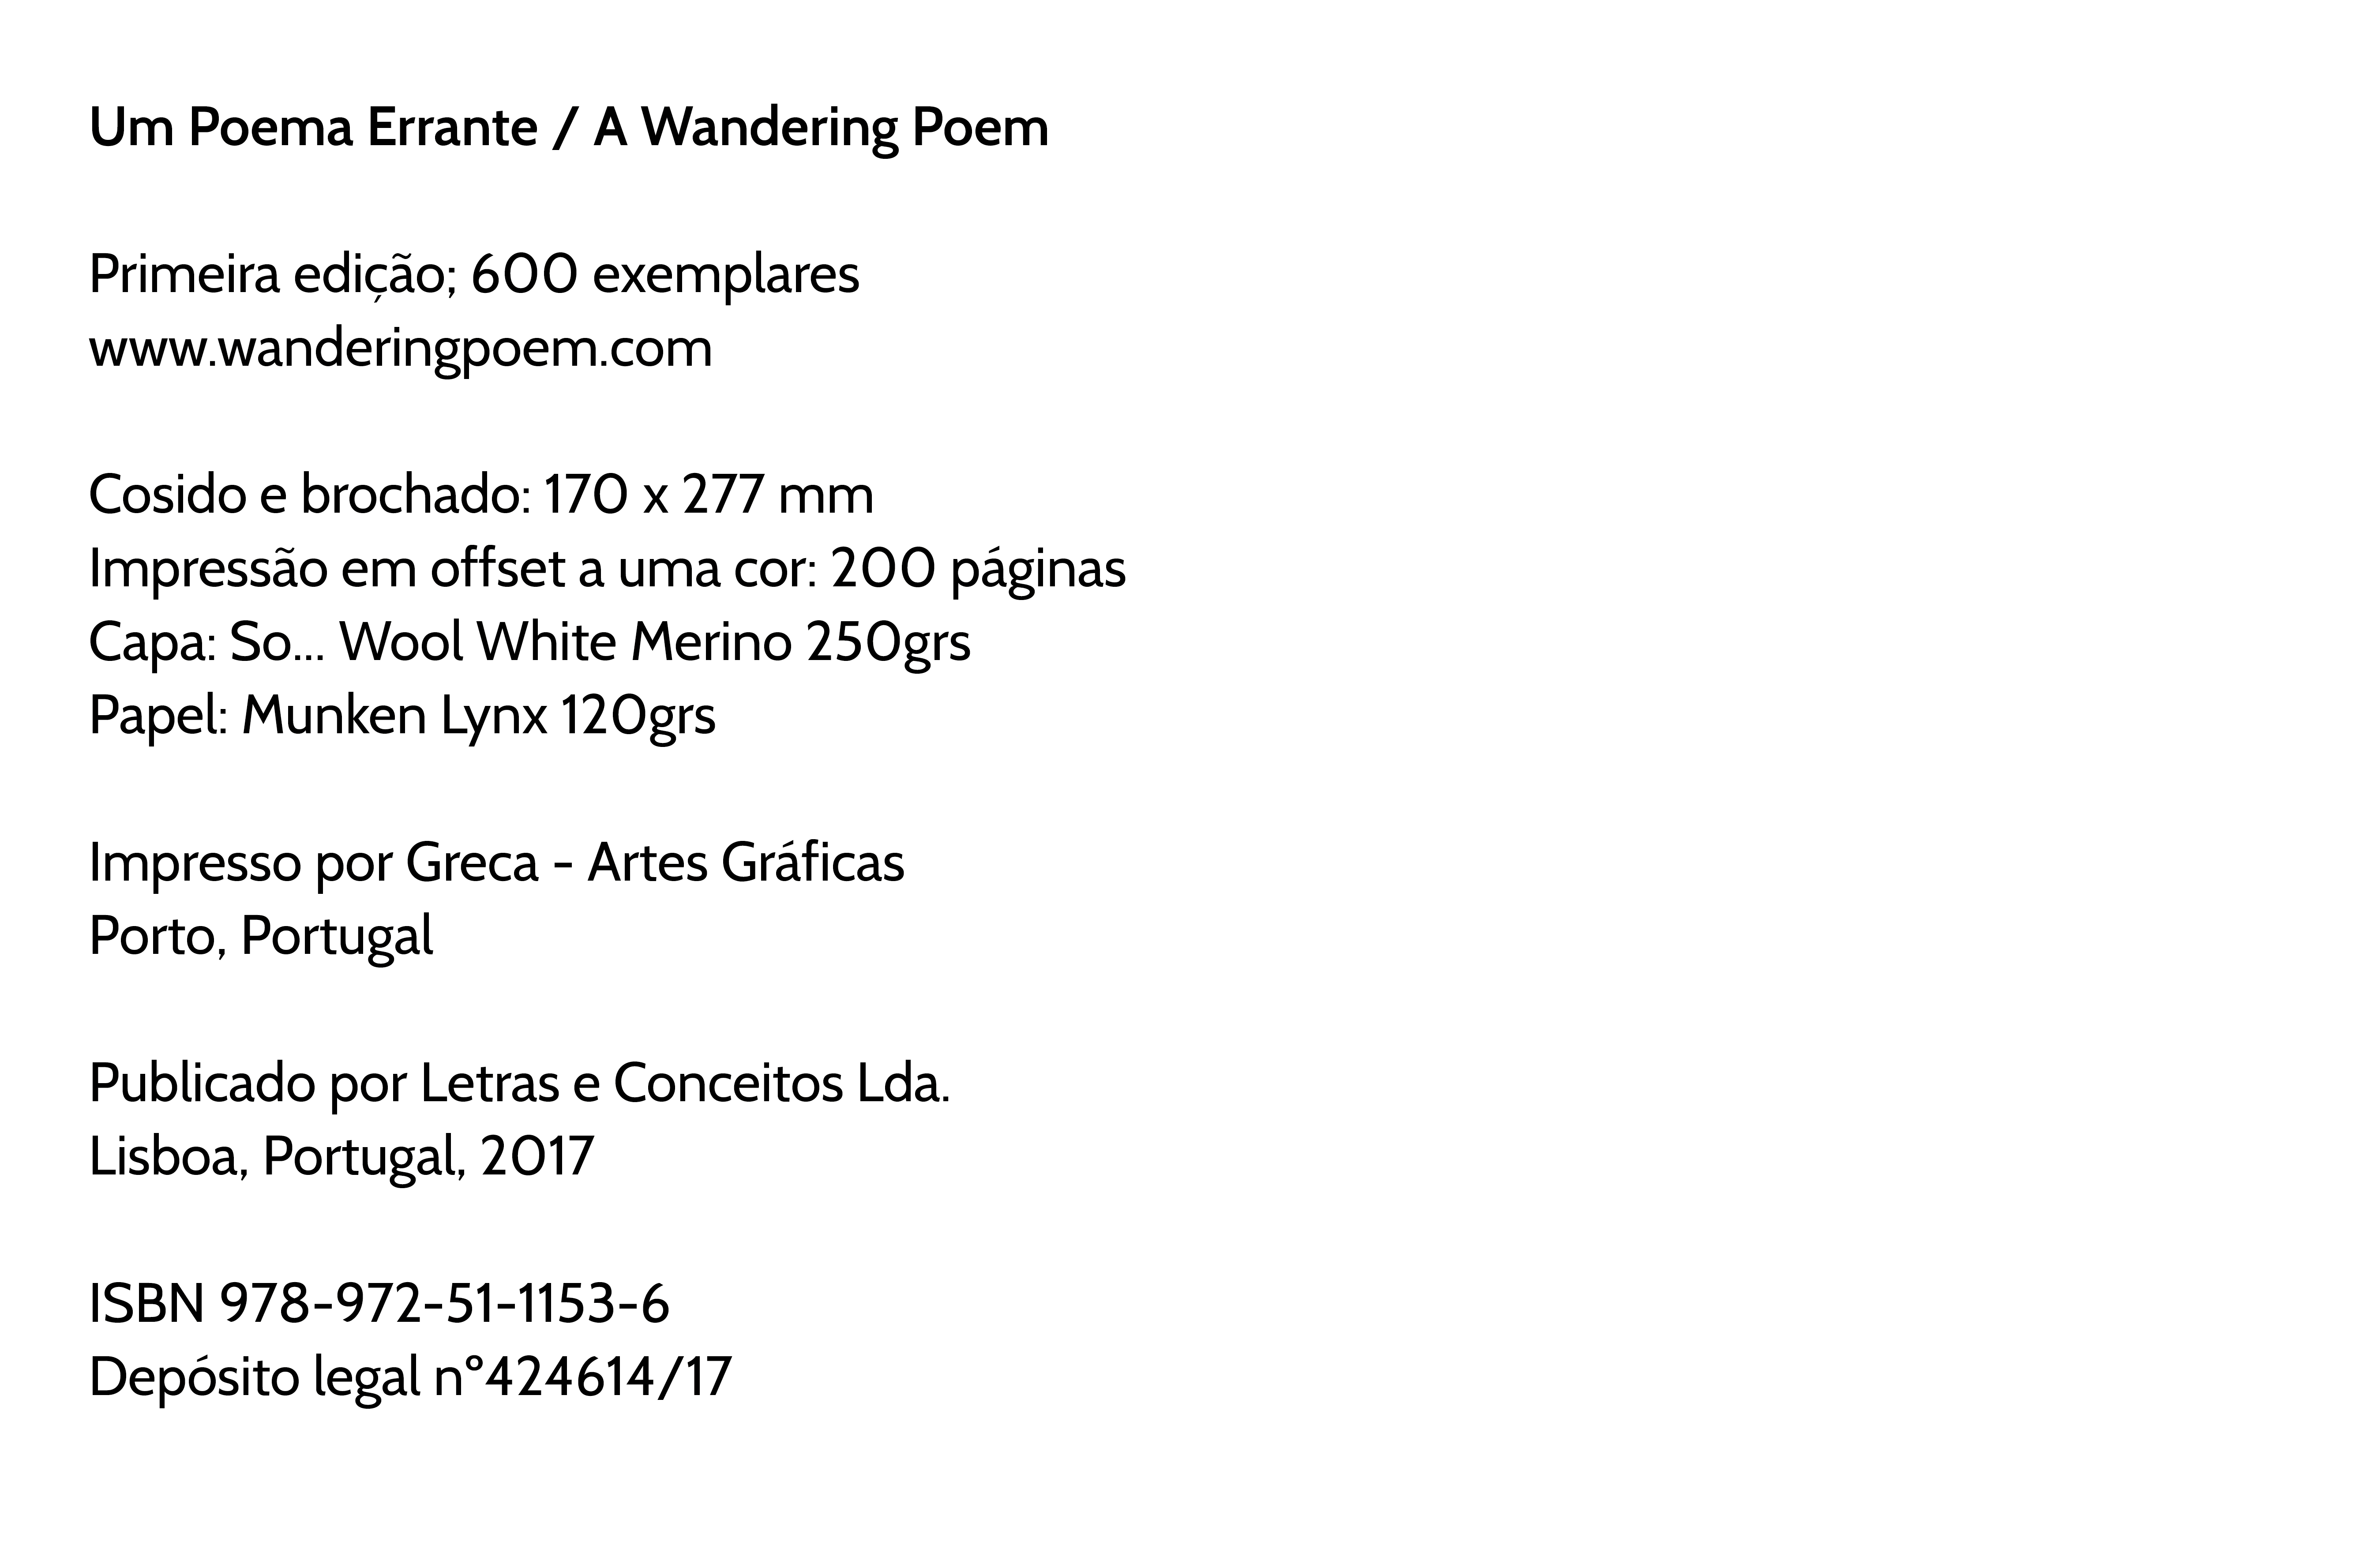 Um Poema Errante / A Wandering Poem
Primeira edição; 600 exemplares
www.wanderingpoem.com
Cosido e brochado: 170 x 277 mm
Impressão em offset a uma cor: 200 páginas
Capa: So... Wool White Merino 250grs
Papel: Munken Lynx 120grs
Impresso por Greca - Artes Gráficas
Porto, Portugal
Publicado por Letras e Conceitos Lda.
Lisboa, Portugal, 2017
ISBN 978-972-51-1153-6
Depósito legal n°424614/17